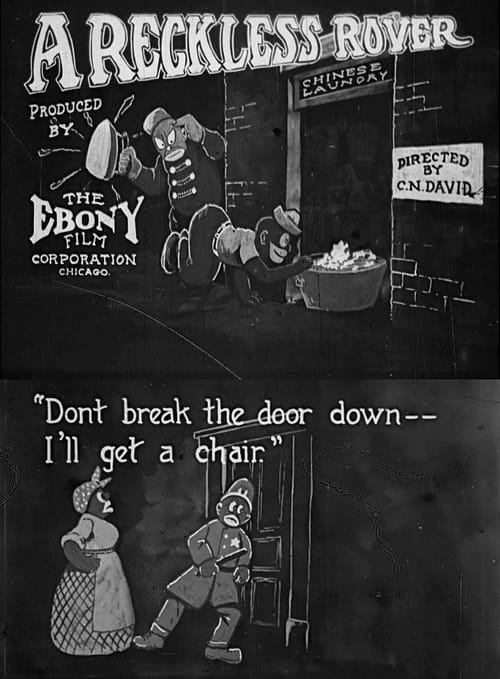 A RECKLESS ROVER
CHINESE
LAUNDAY
PRODUCED
BY
THE
EBONY
FILM
CORPORATION
CHICAGO.
DIRECTED
BY
C.N.DAVID
"Dont break the door down--
I'll get a chair."